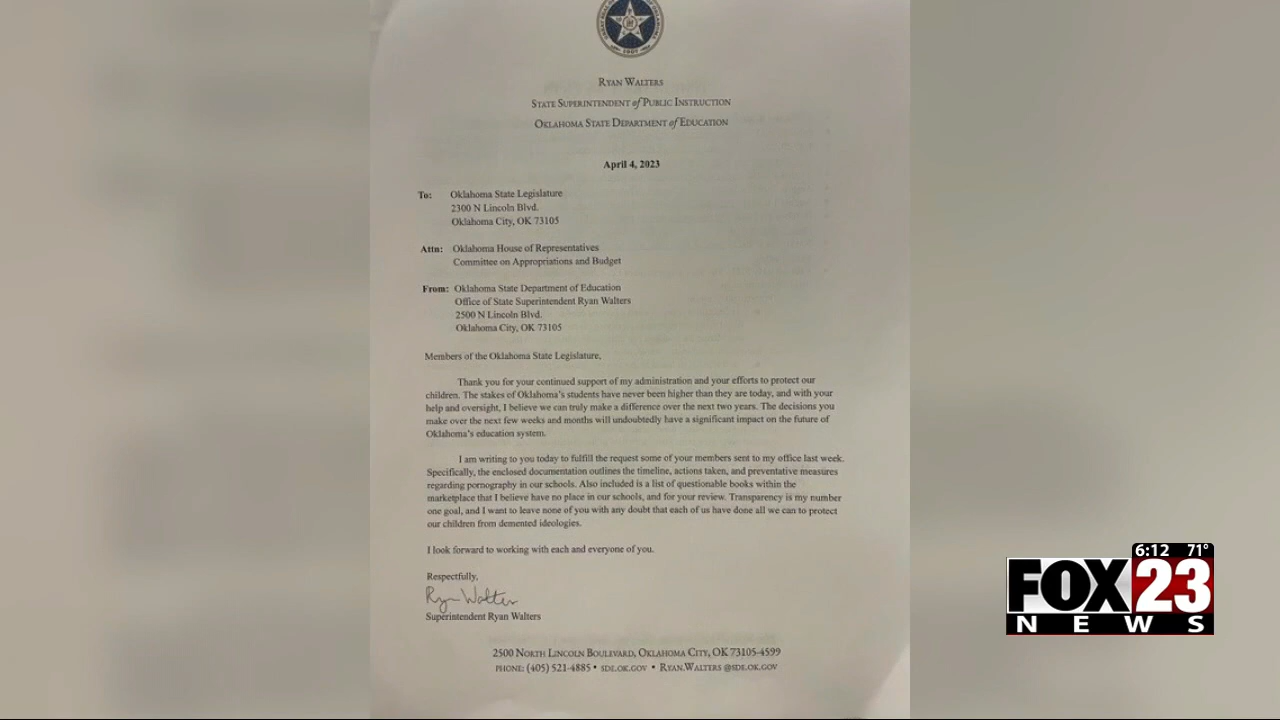 1907
RYAN WALTERS
STATE SUPERINTENDENT of PUBLIC INSTRUCTION
OKLAHOMA STATE DEPARTMENT of EDUCATION
April 4, 2023
To: Oklahoma State Legislature
2300 N Lincoln Blvd.
Oklahoma City, OK 73105
Attn: Oklahoma House of Representatives
Committee on Appropriations and Budget
From: Oklahoma State Department of Education
Office of State Superintendent Ryan Walters
2500 N Lincoln Blvd.
Oklahoma City, OK 73105
Members of the Oklahoma State Legislature,
Thank you for your continued support of my administration and your efforts to protect our
children. The stakes of Oklahoma's students have never been higher than they are today, and with your
help and oversight, I believe we can truly make a difference over the next two years. The decisions you
make over the next few weeks and months will undoubtedly have a significant impact on the future of
Oklahoma's education system.
I am writing to you today to fulfill the request some of your members sent to my office last week.
Specifically, the enclosed documentation outlines the timeline, actions taken, and preventative measures
regarding pornography in our schools. Also included is a list of questionable books within the
marketplace that I believe have no place in our schools, and for your review. Transparency is my number
one goal, and I want to leave none of you with any doubt that each of us have done all we can to protect
our children from demented ideologies.
I look forward to working with each and everyone of you.
Respectfully,
Ryan Walters
Superintendent Ryan Walters
2500 NORTH LINCOLN BOULEVARD, OKLAHOMA CITY, OK 73105-4599
PHONE: (405) 521-4885 • SDE.OK.GOV • RYAN.WALTERS @SDE.OK.GOV
6:12 71°
FOX 23
NEWS